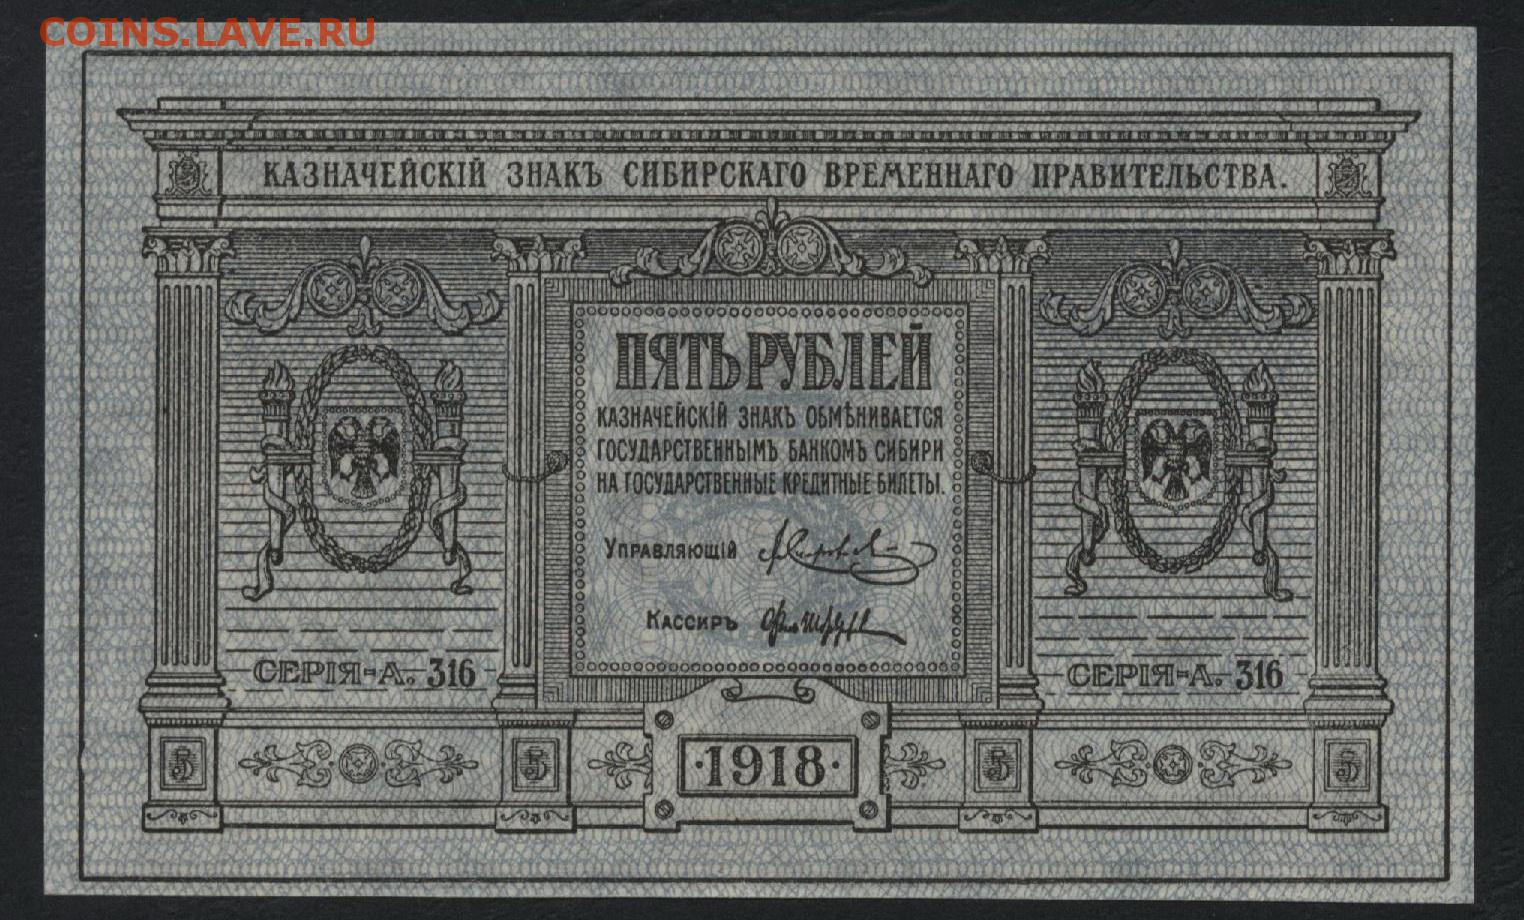 COINS.LAVE.RU
КАЗНАЧЕЙСКІЙ ЗНАКЪ СИБИРСКАГО ВРЕМЕННАГО ПРАВИТЕЛЬСТВА.
ПЯТЬ РУБЛЕЙ
КАЗНАЧЕЙСКІЙ ЗНАКЪ ОБМѢНИВАЕТСЯ
ГОСУДАРСТВЕННЫМЪ БАНКОМЪ СИБИРИ
НА ГОСУДАРСТВЕННЫЕ КРЕДИТНЫЕ БИЛЕТЫ.
УПРАВЛЯЮЩІЙ
КАССИРЪ
СЕРІЯ-А. 316
СЕРІЯ-А. 316
5
5
·1918·
5
5